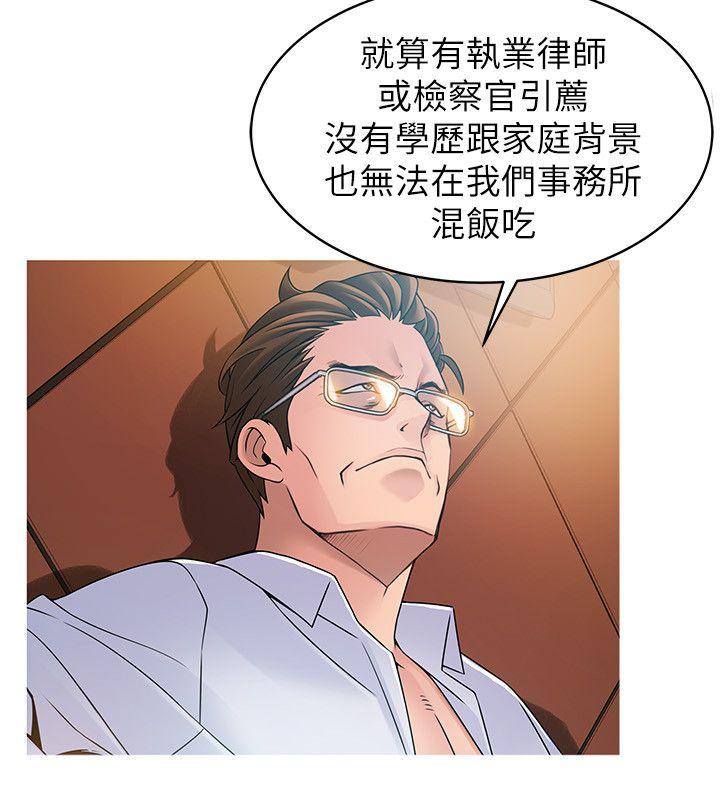 就算有執業律師
或檢察官引薦
沒有學歷跟家庭背景
也無法在我們事務所
混飯吃